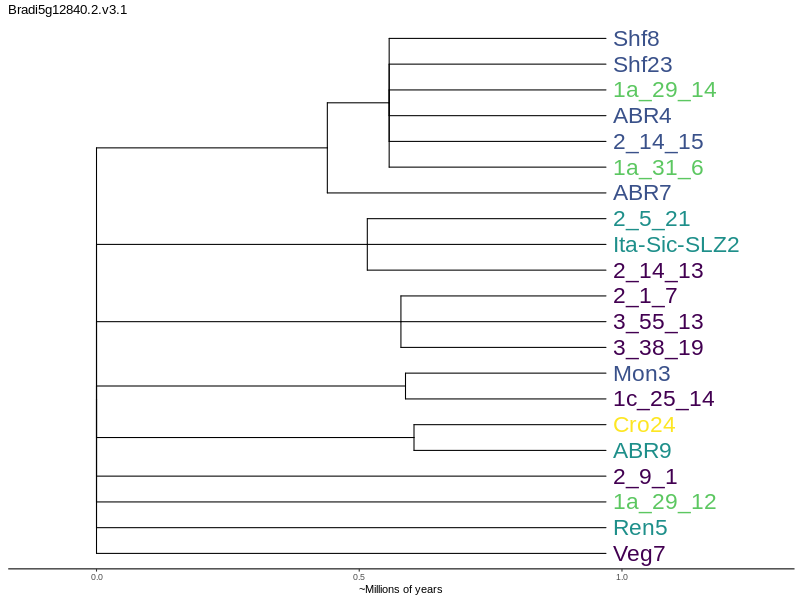 Bradi5g12840.2.v3.1
Shf8
Shf23
1a_29_14
ABR4
2_14_15
1a_31_6
ABR7
2_5_21
Ita-Sic-SLZ2
2_14_13
2_1_7
3_55_13
3_38_19
Mon3
1c_25_14
Cro24
ABR9
2_9_1
1a_29_12
Ren5
Veg7
0.0 0.5 1.0
~Millions of years